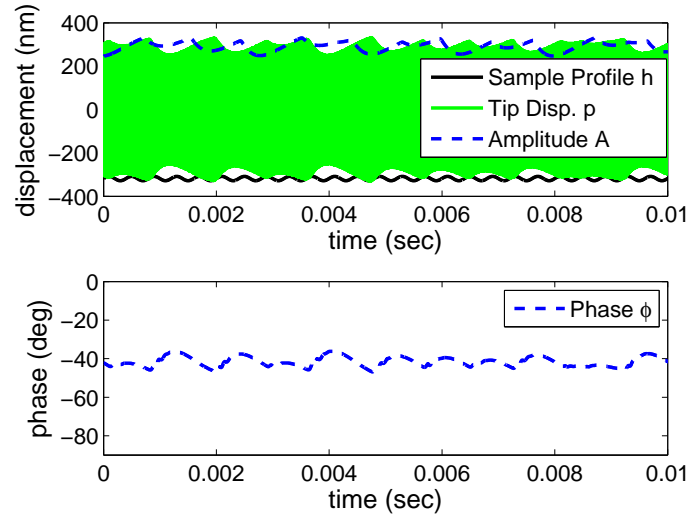 displacement (nm)
400
200
0
−200
−400
Sample Profile h
Tip Disp. p
Amplitude A
0
0.002
0.004
0.006
0.008
0.01
time (sec)
phase (deg)
0
−20
−40
−60
−80
Phase ϕ
0
0.002
0.004
0.006
0.008
0.01
time (sec)